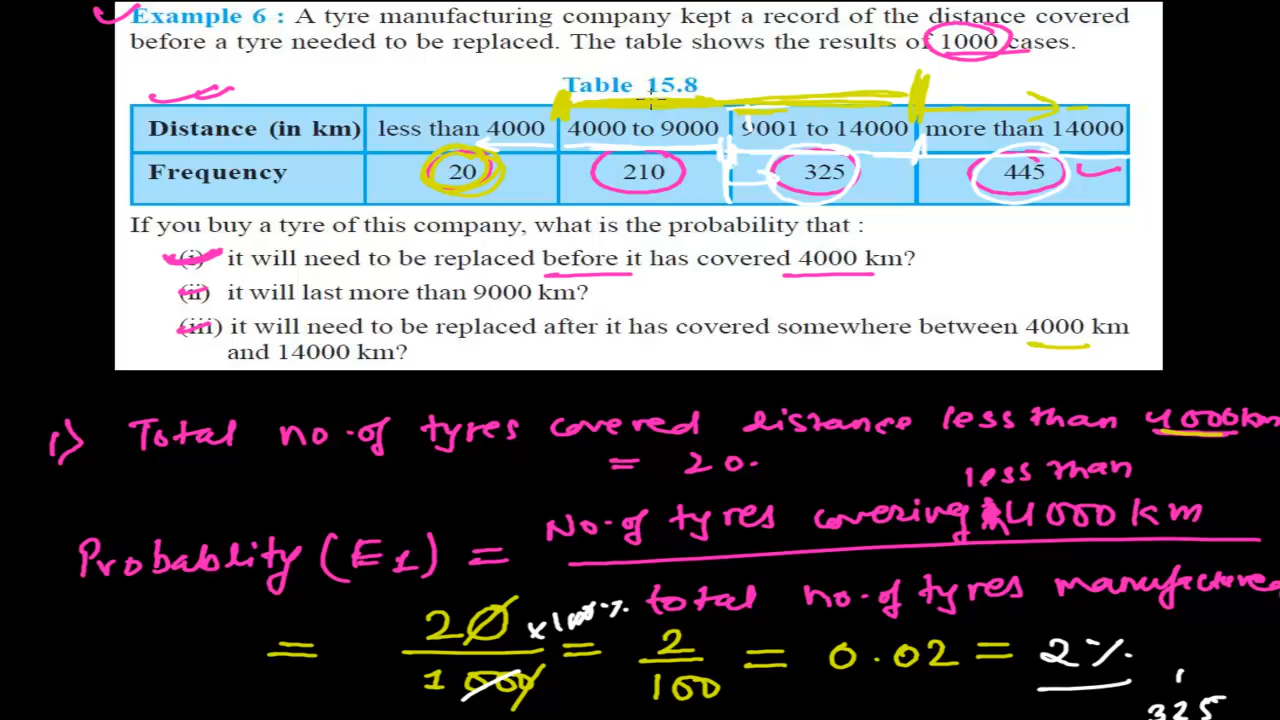 Example 6 : A tyre manufacturing company kept a record of the distance covered
before a tyre needed to be replaced. The table shows the results of 1000 cases.
Table 15.8
Distance (in km) less than 4000 4000 to 9000 9001 to 14000 more than 14000
Frequency 20 210 325 445
If you buy a tyre of this company, what is the probability that :
(i) it will need to be replaced before it has covered 4000 km?
(ii) it will last more than 9000 km?
(iii) it will need to be replaced after it has covered somewhere between 4000 km
and 14000 km?
1) Total no.of tyres covered distance less than 4000km
= 20.
less than
No.of tyres covering 4000 km
Probablity (E1) =
total no.of tyres manufactured
= 20/1000 ×100% = 2/100 = 0.02 = 2%
325